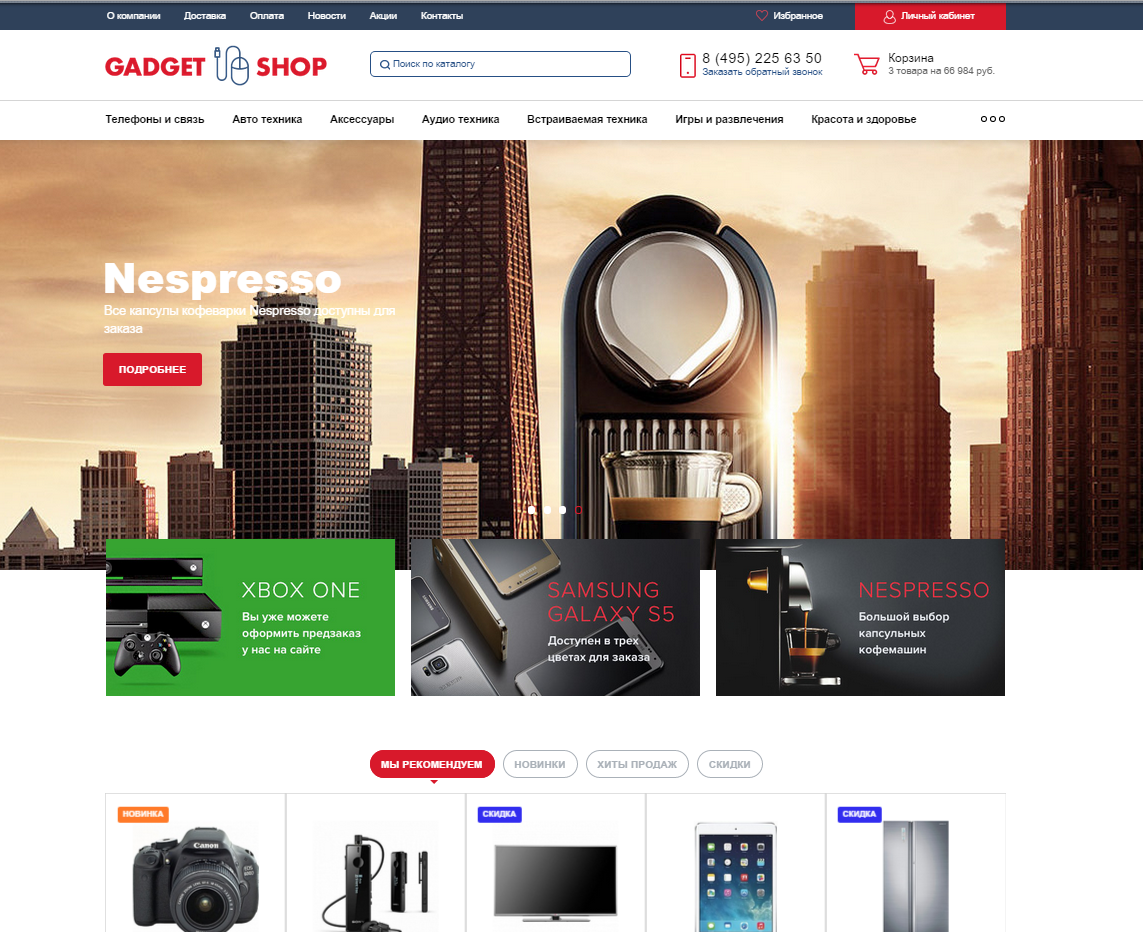 О компании Доставка Оплата Новости Акции Контакты Избранное Личный кабинет
GADGET SHOP
Поиск по каталогу
8 (495) 225 63 50
Заказать обратный звонок
Корзина
3 товара на 66 984 руб.
Телефоны и связь Авто техника Аксессуары Аудио техника Встраиваемая техника Игры и развлечения Красота и здоровье
Nespresso
Все капсулы кофеварки Nespresso доступны для
заказа
ПОДРОБНЕЕ
XBOX ONE
Вы уже можете
оформить предзаказ
у нас на сайте
SAMSUNG
GALAXY S5
Доступен в трех
цветах для заказа
NESPRESSO
Большой выбор
капсульных
кофемашин
МЫ РЕКОМЕНДУЕМ НОВИНКИ ХИТЫ ПРОДАЖ СКИДКИ
НОВИНКА
СКИДКА
СКИДКА
Canon